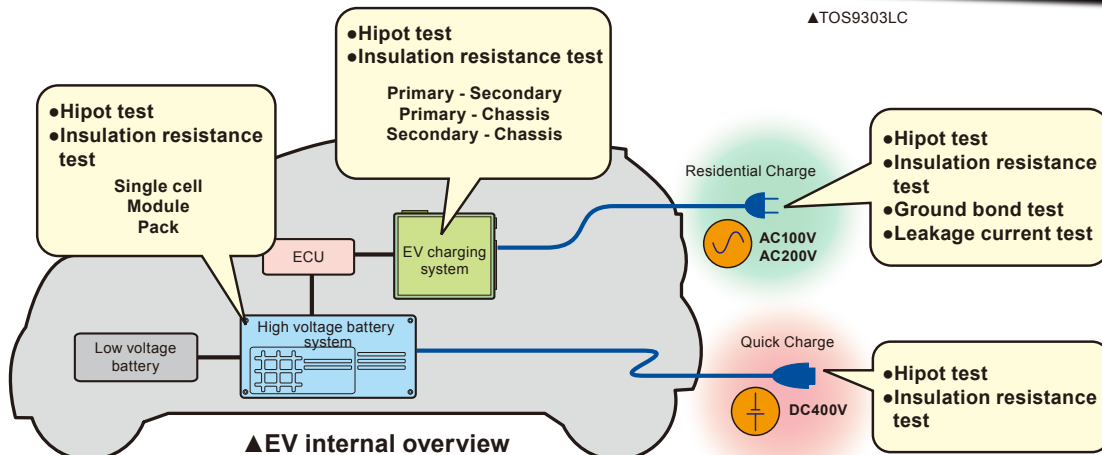 ▲TOS9303LC
●Hipot test
●Insulation resistance test
Primary - Secondary
Primary - Chassis
Secondary - Chassis
●Hipot test
●Insulation resistance
test
Single cell
Module
Pack
Residential Charge
AC100V
AC200V
●Hipot test
●Insulation resistance
test
●Ground bond test
●Leakage current test
ECU
EV charging
system
High voltage battery
system
Low voltage
battery
Quick Charge
DC400V
●Hipot test
●Insulation resistance
test
▲EV internal overview